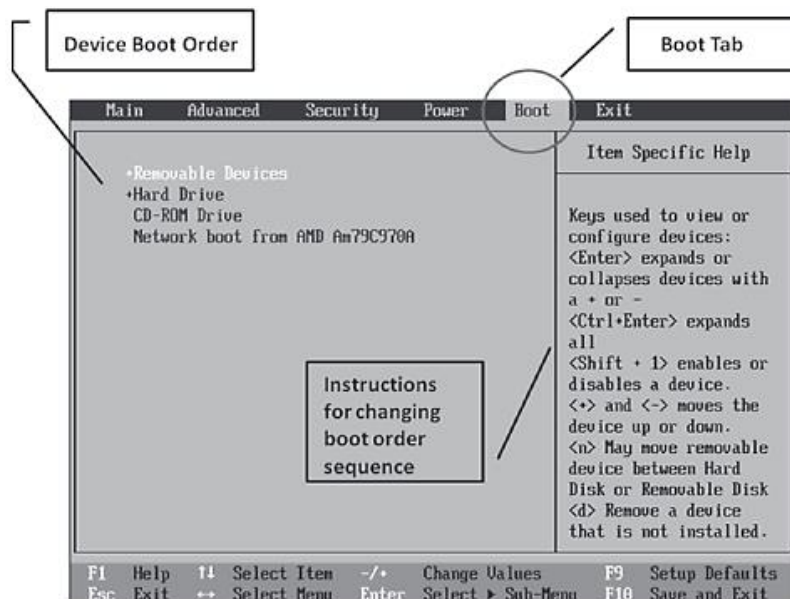 Device Boot Order
Boot Tab
Main Advanced Security Power Boot Exit
+Removable Devices
+Hard Drive
CD-ROM Drive
Network boot from AMD Am79C970A
Item Specific Help
Keys used to view or
configure devices:
<Enter> expands or
collapses devices with
a + or -
<Ctrl+Enter> expands
all
<Shift + 1> enables or
disables a device.
<+> and <-> moves the
device up or down.
<n> May move removable
device between Hard
Disk or Removable Disk
<d> Remove a device
that is not installed.
Instructions
for changing
boot order
sequence
F1 Help ↑↓ Select Item -/+ Change Values F9 Setup Defaults
Esc Exit ↔ Select Menu Enter Select ▶ Sub-Menu F10 Save and Exit